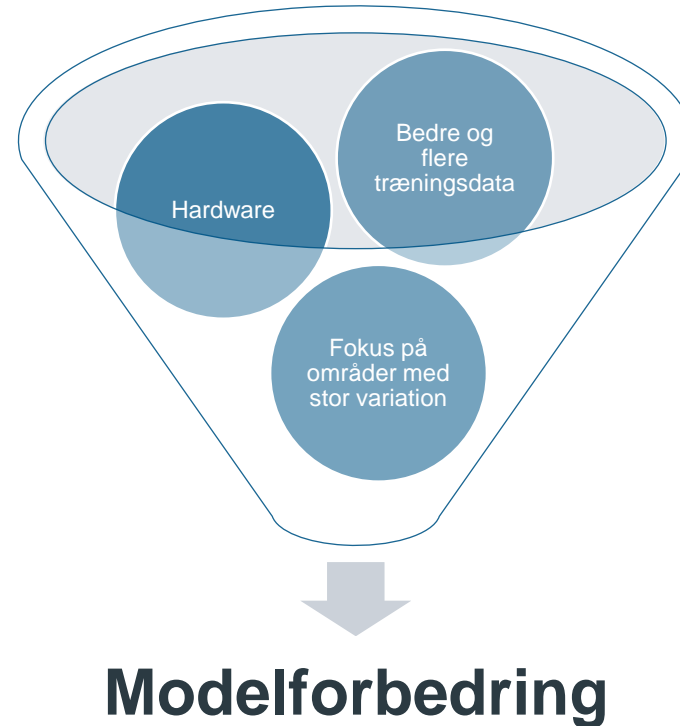 Bedre og
flere
træningsdata
Hardware
Fokus på
områder med
stor variation
Modelforbedring